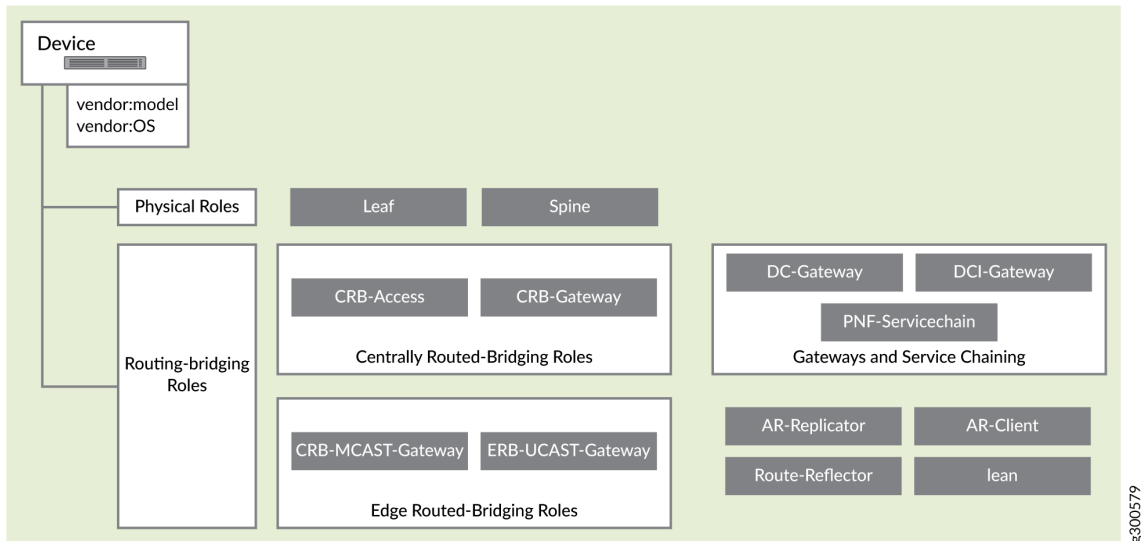 Device
vendor:model
vendor:OS
Physical Roles
Leaf
Spine
Routing-bridging
Roles
CRB-Access
CRB-Gateway
Centrally Routed-Bridging Roles
CRB-MCAST-Gateway
ERB-UCAST-Gateway
Edge Routed-Bridging Roles
DC-Gateway
DCI-Gateway
PNF-Servicechain
Gateways and Service Chaining
AR-Replicator
AR-Client
Route-Reflector
lean
g300579